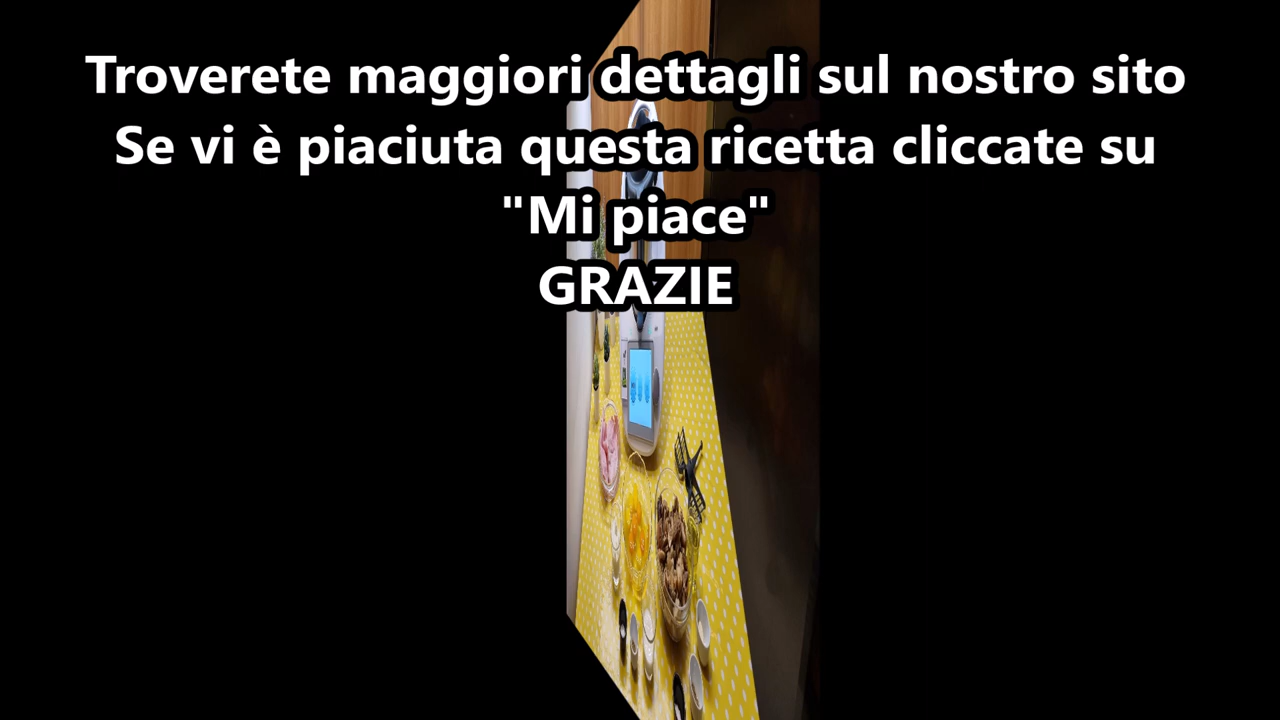 Troverete maggiori dettagli sul nostro sito
Se vi è piaciuta questa ricetta cliccate su
"Mi piace"
GRAZIE